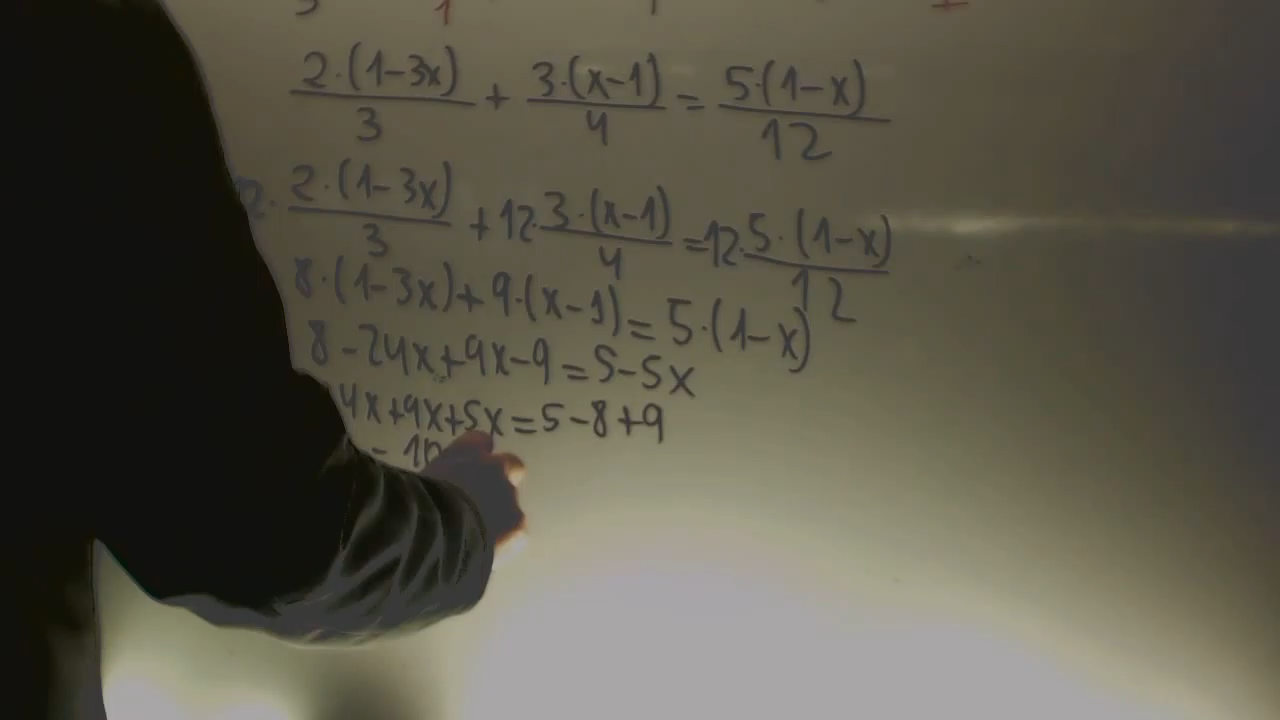 2·(1-3x)/3 + 3·(x-1)/4 = 5·(1-x)/12
2·(1-3x)/3 + 12·3·(x-1)/4 = 12·5·(1-x)/12
8·(1-3x)+9·(x-1)=5·(1-x)
8-24x+9x-9=5-5x
4x+9x+5x=5-8+9
-10